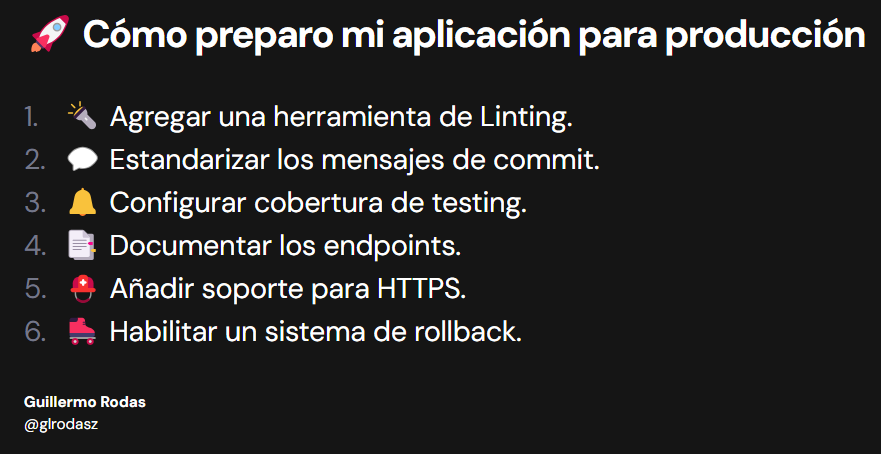 🚀 Cómo preparo mi aplicación para producción
1. 🔦 Agregar una herramienta de Linting.
2. 💬 Estandarizar los mensajes de commit.
3. 🔔 Configurar cobertura de testing.
4. 📑 Documentar los endpoints.
5. ⛑️ Añadir soporte para HTTPS.
6. 🛼 Habilitar un sistema de rollback.
Guillermo Rodas
@glrodasz